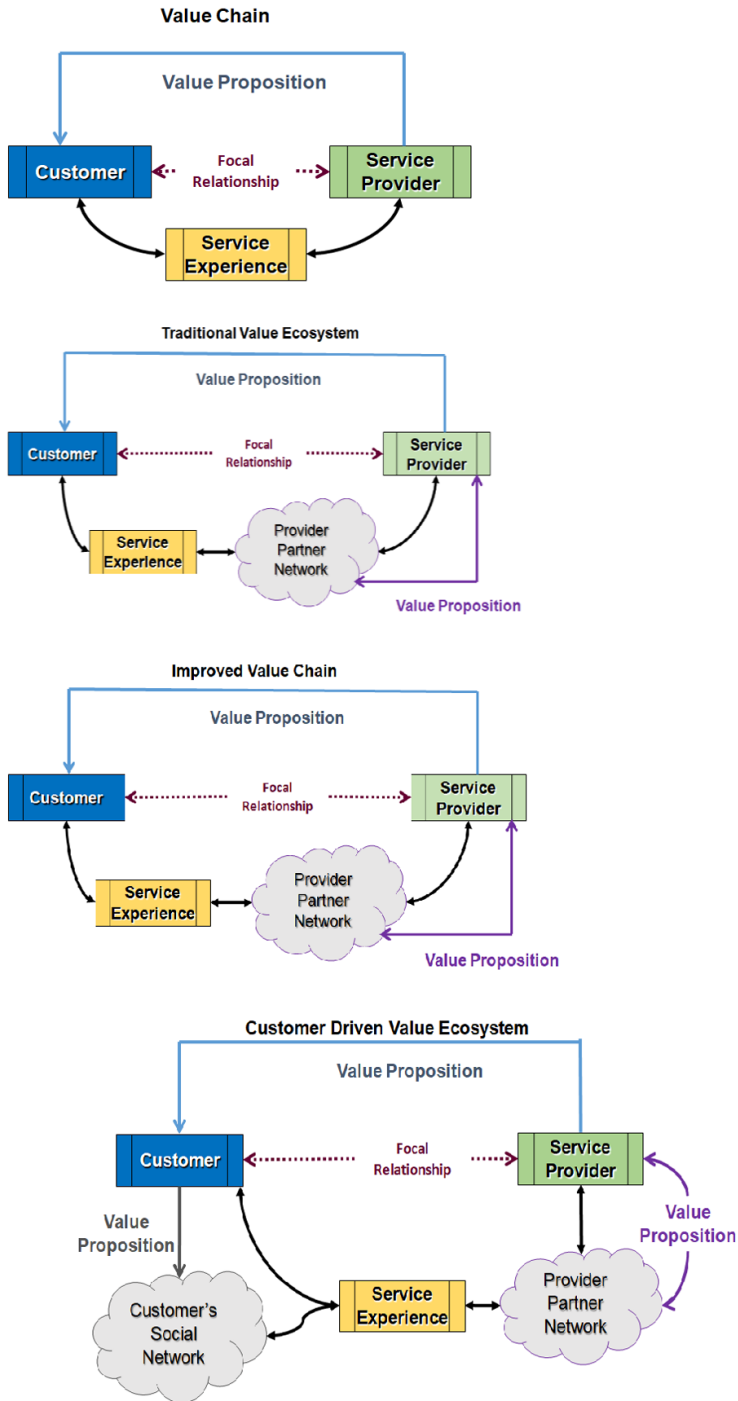 Value Chain
Value Proposition
Customer
Focal
Relationship
Service
Provider
Service
Experience
Traditional Value Ecosystem
Value Proposition
Customer
Focal
Relationship
Service
Provider
Service
Experience
Provider
Partner
Network
Value Proposition
Improved Value Chain
Value Proposition
Customer
Focal
Relationship
Service
Provider
Service
Experience
Provider
Partner
Network
Value Proposition
Customer Driven Value Ecosystem
Value Proposition
Customer
Focal
Relationship
Service
Provider
Value
Proposition
Value
Proposition
Customer's
Social
Network
Service
Experience
Provider
Partner
Network